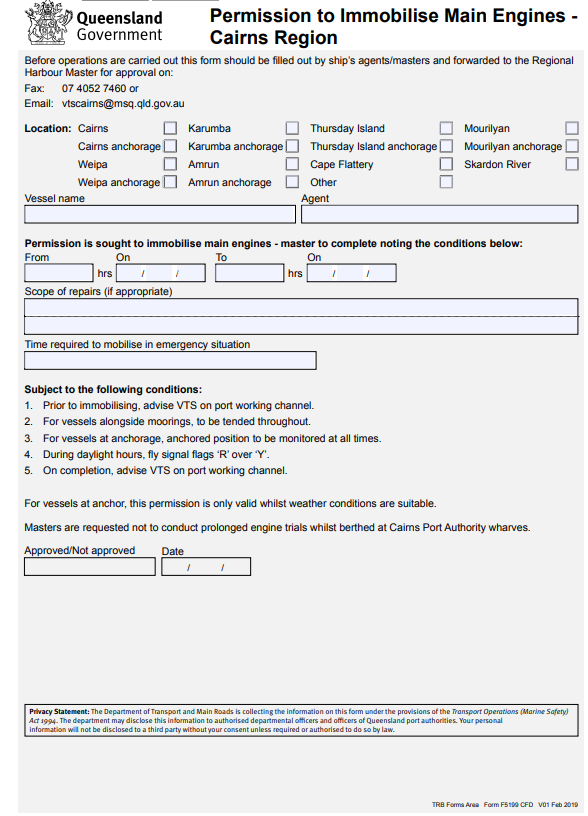 Queensland
Government
Permission to Immobilise Main Engines -
Cairns Region
Before operations are carried out this form should be filled out by ship's agents/masters and forwarded to the Regional
Harbour Master for approval on:
Fax: 07 4052 7460 or
Email: vtscairns@msq.qld.gov.au
Location: Cairns Karumba Thursday Island Mourilyan
Cairns anchorage Karumba anchorage Thursday Island anchorage Mourilyan anchorage
Weipa Amrun Cape Flattery Skardon River
Weipa anchorage Amrun anchorage Other
Vessel name Agent
Permission is sought to immobilise main engines - master to complete noting the conditions below:
From On To On
hrs / / hrs / /
Scope of repairs (if appropriate)
Time required to mobilise in emergency situation
Subject to the following conditions:
1. Prior to immobilising, advise VTS on port working channel.
2. For vessels alongside moorings, to be tended throughout.
3. For vessels at anchorage, anchored position to be monitored at all times.
4. During daylight hours, fly signal flags ‘R’ over ‘Y’.
5. On completion, advise VTS on port working channel.
For vessels at anchor, this permission is only valid whilst weather conditions are suitable.
Masters are requested not to conduct prolonged engine trials whilst berthed at Cairns Port Authority wharves.
Approved/Not approved Date
/ /
Privacy Statement: The Department of Transport and Main Roads is collecting the information on this form under the provisions of the Transport Operations (Marine Safety)
Act 1994. The department may disclose this information to authorised departmental officers and officers of Queensland port authorities. Your personal
information will not be disclosed to a third party without your consent unless required or authorised to do so by law.
TRB Forms Area Form F5199 CFD V01 Feb 2019